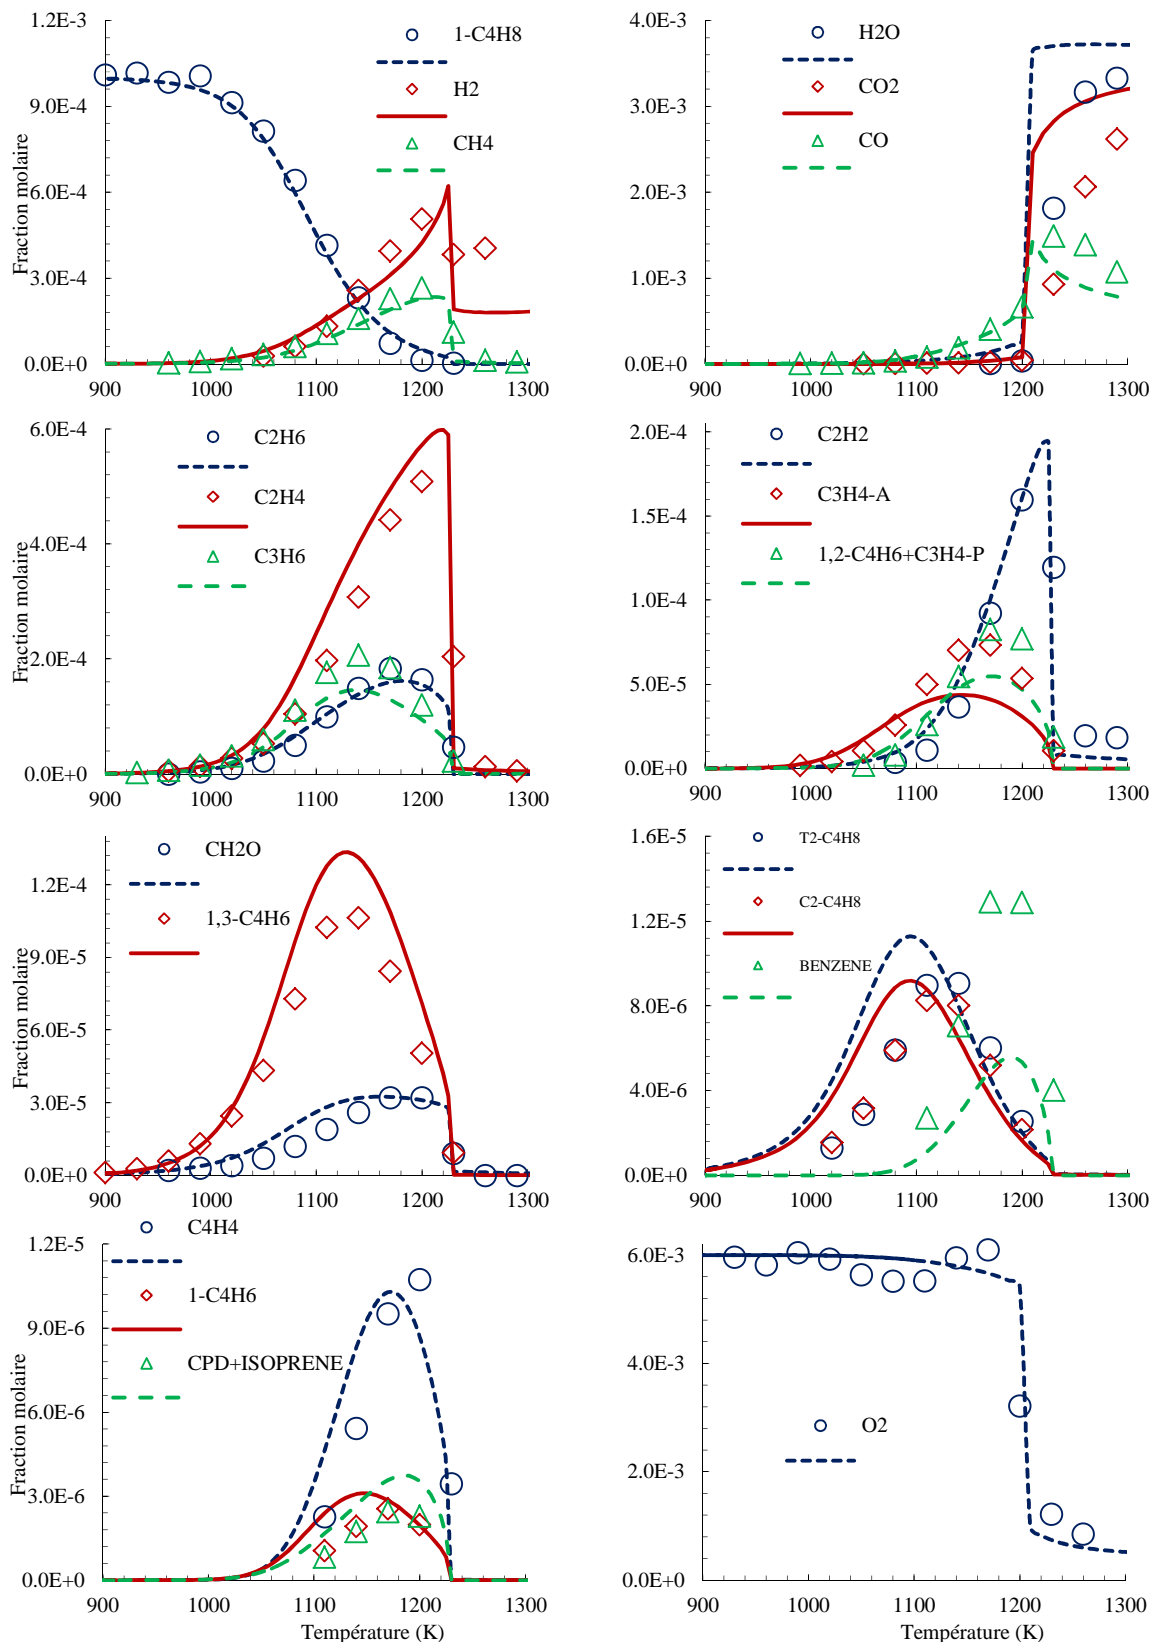 1.2E-3
9.0E-4
6.0E-4
3.0E-4
0.0E+0
Fraction molaire
900
1000
1100
1200
1300
1-C4H8
H2
CH4
4.0E-3
3.0E-3
2.0E-3
1.0E-3
0.0E+0
900
1000
1100
1200
1300
H2O
CO2
CO
6.0E-4
4.0E-4
2.0E-4
0.0E+0
Fraction molaire
900
1000
1100
1200
1300
C2H6
C2H4
C3H6
2.0E-4
1.5E-4
1.0E-4
5.0E-5
0.0E+0
900
1000
1100
1200
1300
C2H2
C3H4-A
1,2-C4H6+C3H4-P
1.2E-4
9.0E-5
6.0E-5
3.0E-5
0.0E+0
Fraction molaire
900
1000
1100
1200
1300
CH2O
1,3-C4H6
1.6E-5
1.2E-5
8.0E-6
4.0E-6
0.0E+0
900
1000
1100
1200
1300
T2-C4H8
C2-C4H8
BENZENE
1.2E-5
9.0E-6
6.0E-6
3.0E-6
0.0E+0
Fraction molaire
900
1000
1100
1200
1300
Température (K)
C4H4
1-C4H6
CPD+ISOPRENE
6.0E-3
4.0E-3
2.0E-3
0.0E+0
900
1000
1100
1200
1300
Température (K)
O2